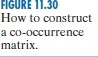 FIGURE 11.30
How to construct
a co-occurrence
matrix.